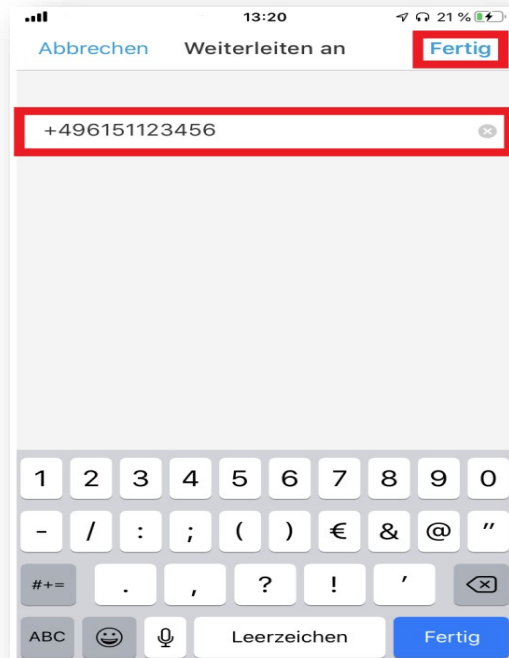 13:20 21 %
Abbrechen Weiterleiten an Fertig
+496151123456
1 2 3 4 5 6 7 8 9 0
- / : ; ( ) € & @ "
#+= . , ? ! ′
ABC Leerzeichen Fertig